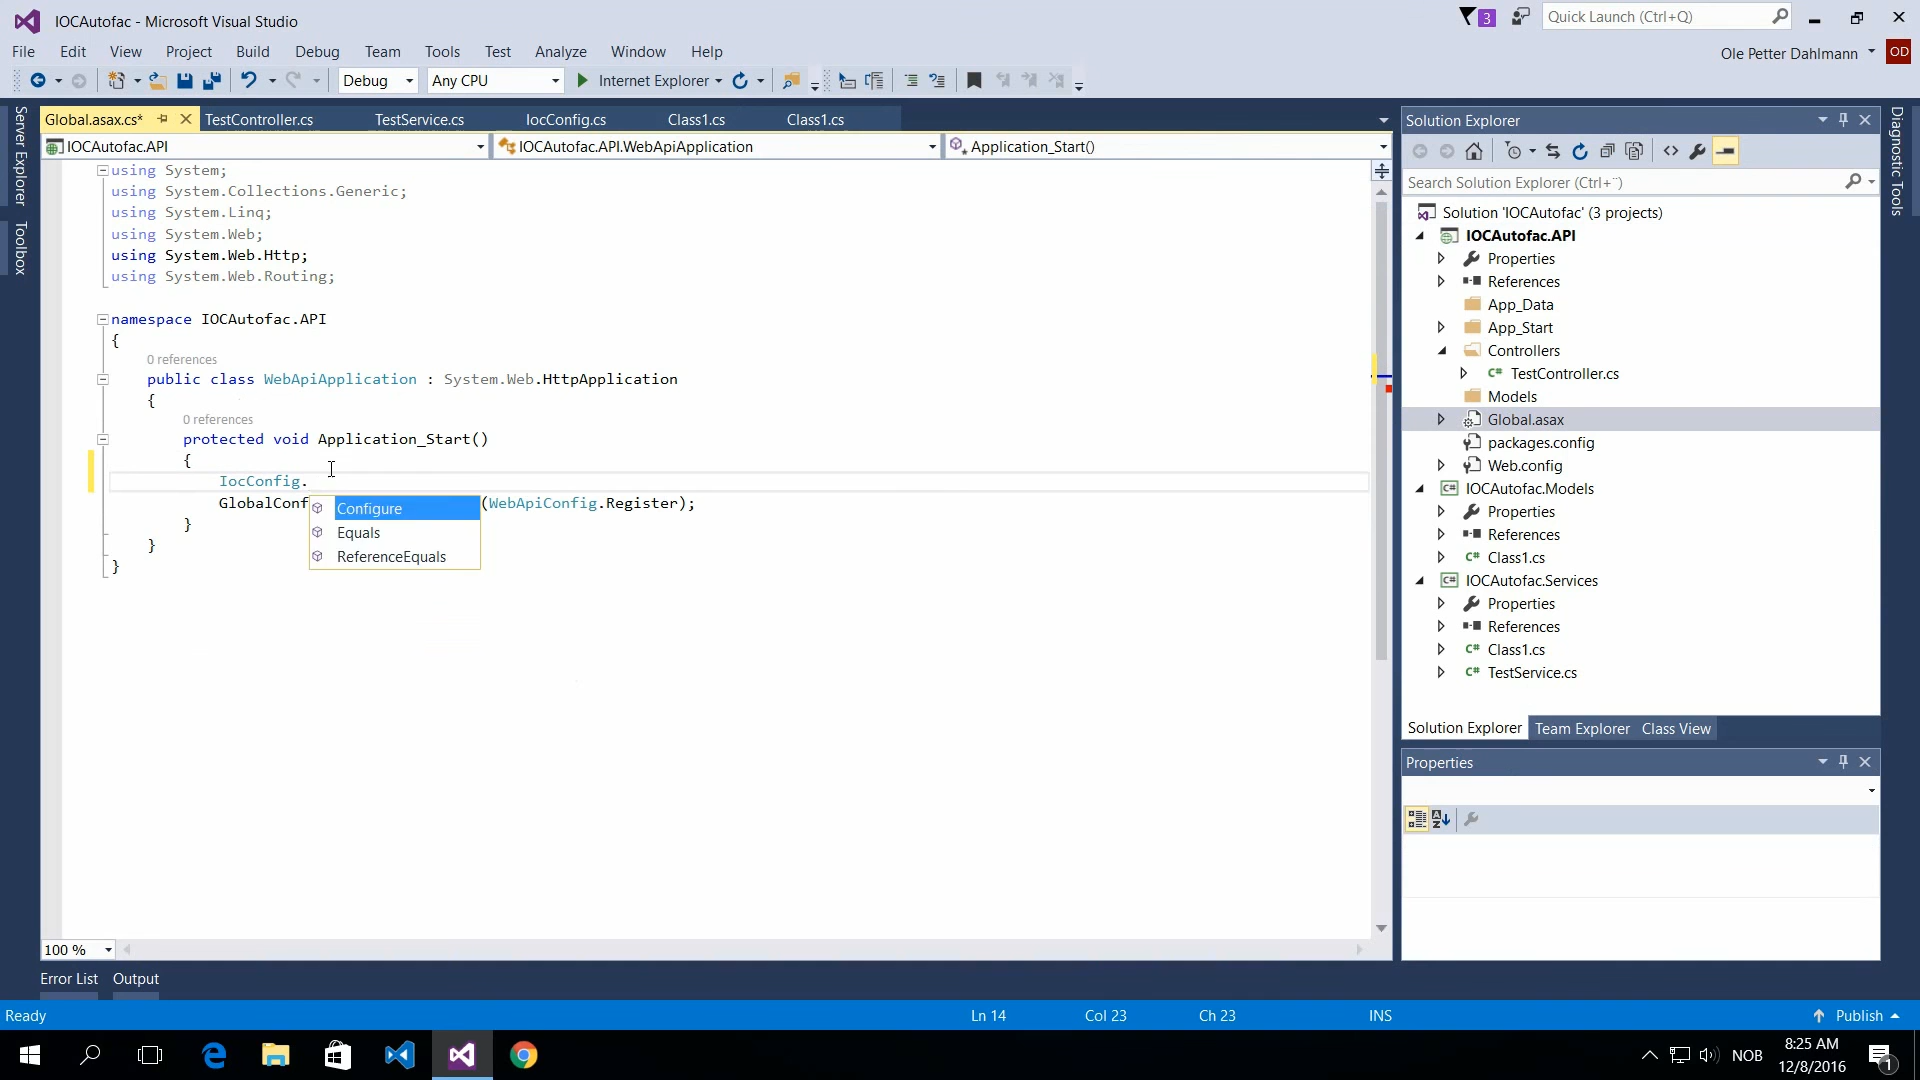 IOCAutofac - Microsoft Visual Studio
3
Quick Launch (Ctrl+Q)
File Edit View Project Build Debug Team Tools Test Analyze Window Help
Ole Petter Dahlmann OD
Debug Any CPU Internet Explorer
Server Explorer
Toolbox
Global.asax.cs* TestController.cs TestService.cs IocConfig.cs Class1.cs Class1.cs
IOCAutofac.API IOCAutofac.API.WebApiApplication Application_Start()
using System;
using System.Collections.Generic;
using System.Linq;
using System.Web;
using System.Web.Http;
using System.Web.Routing;
namespace IOCAutofac.API
{
0 references
public class WebApiApplication : System.Web.HttpApplication
{
0 references
protected void Application_Start()
{
IocConfig.
GlobalConf (WebApiConfig.Register);
Configure
Equals
ReferenceEquals
}
}
}
100 %
Error List Output
Solution Explorer
Search Solution Explorer (Ctrl+¨)
Solution 'IOCAutofac' (3 projects)
IOCAutofac.API
Properties
References
App_Data
App_Start
Controllers
C# TestController.cs
Models
Global.asax
packages.config
Web.config
C# IOCAutofac.Models
Properties
References
C# Class1.cs
C# IOCAutofac.Services
Properties
References
C# Class1.cs
C# TestService.cs
Solution Explorer Team Explorer Class View
Properties
Diagnostic Tools
Ready Ln 14 Col 23 Ch 23 INS Publish
NOB
8:25 AM
12/8/2016
1